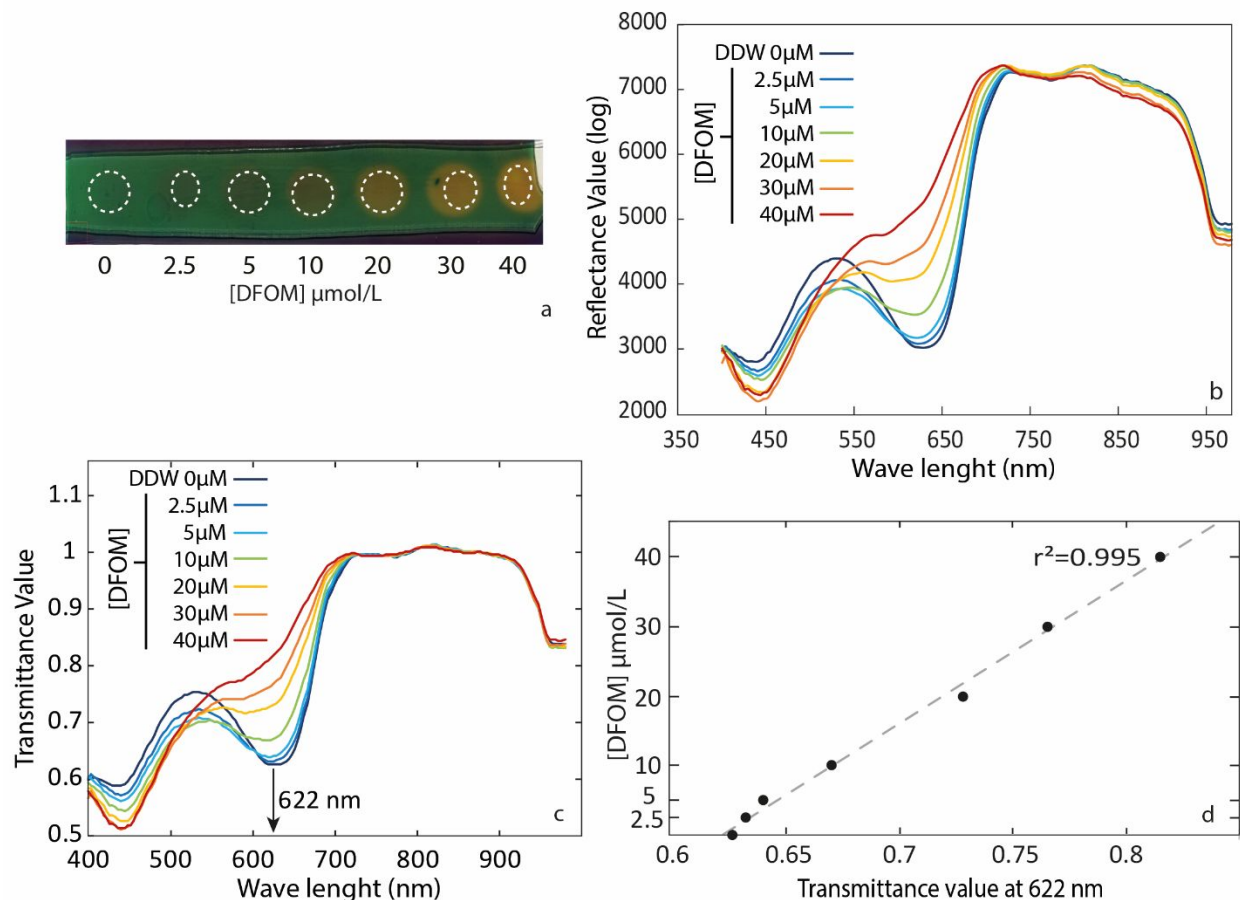 0 2.5 5 10 20 30 40
[DFOM] µmol/L
a
8000
7000
6000
5000
4000
3000
2000
Reflectance Value (log)
DDW 0µM
2.5µM
5µM
10µM
20µM
30µM
40µM
[DFOM]
b
350 450 550 650 750 850 950
Wave lenght (nm)
1.1
1
0.9
0.8
0.7
0.6
0.5
Transmittance Value
DDW 0µM
2.5µM
5µM
10µM
20µM
30µM
40µM
[DFOM]
622 nm
c
400 500 600 700 800 900
Wave lenght (nm)
40
30
20
10
5
2.5
[DFOM] µmol/L
r²=0.995
d
0.6 0.65 0.7 0.75 0.8
Transmittance value at 622 nm